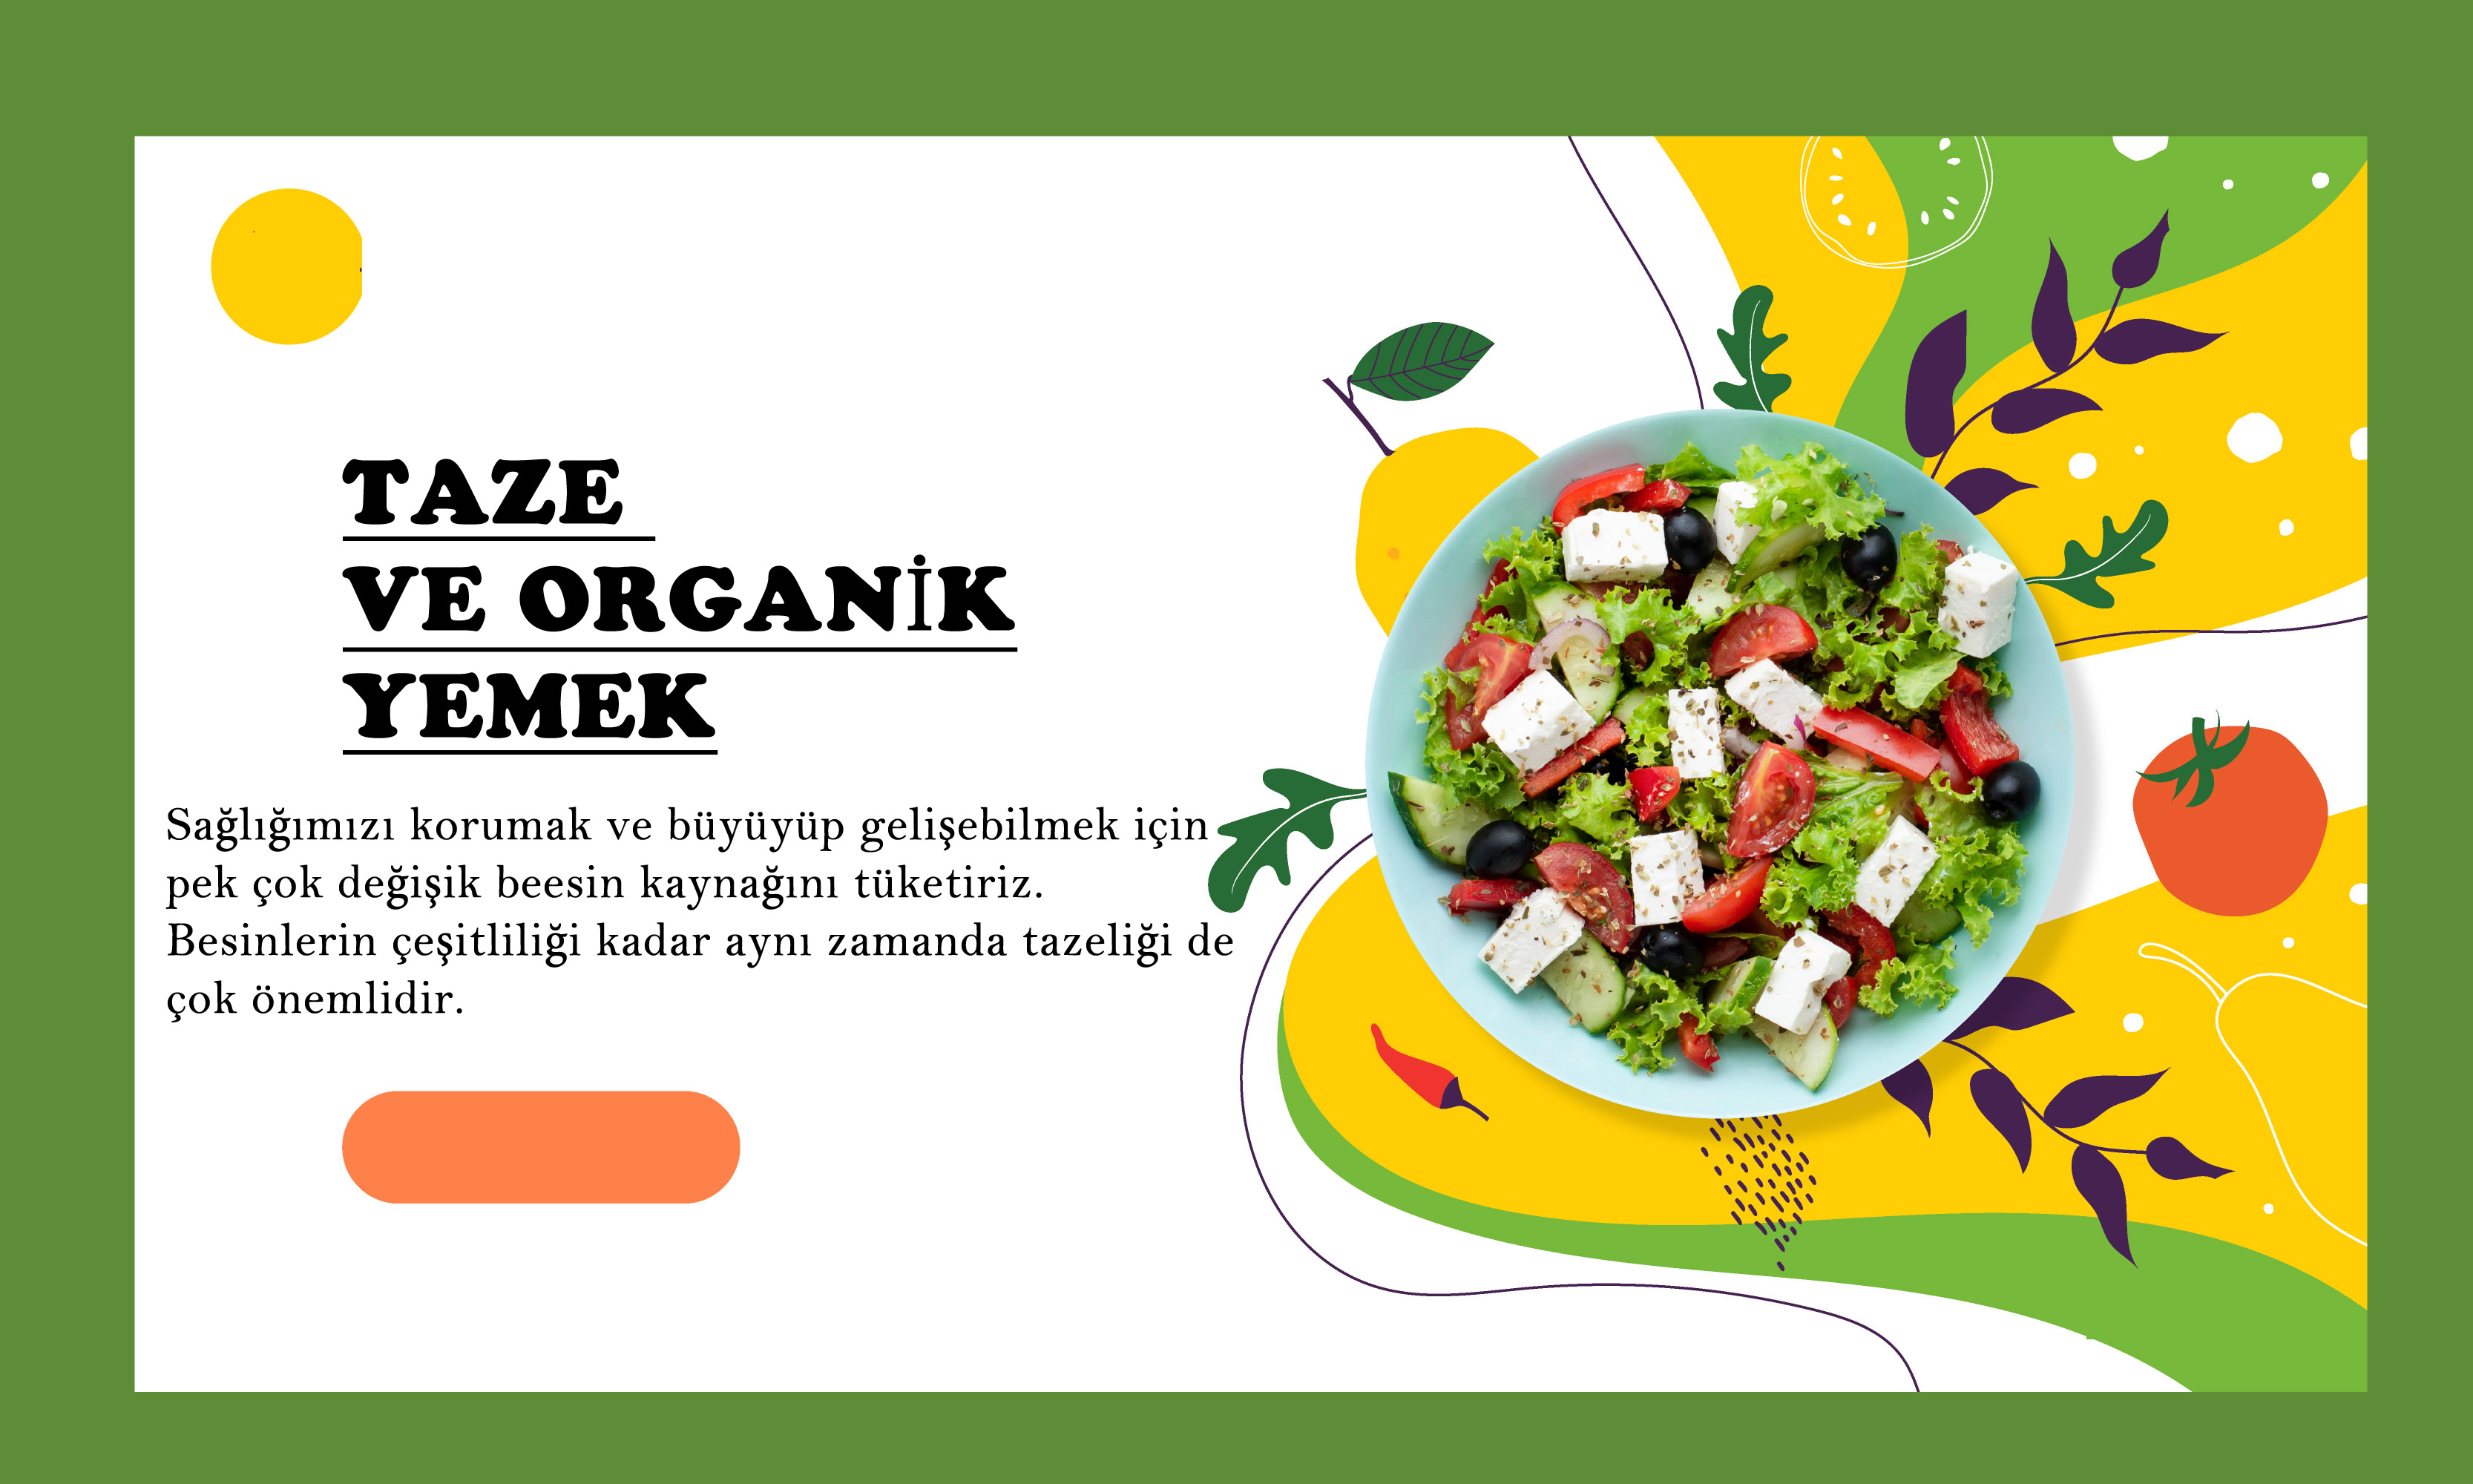 TAZE
VE ORGANİK
YEMEK
Sağlığımızı korumak ve büyüyüp gelişebilmek için
pek çok değişik beesin kaynağını tüketiriz.
Besinlerin çeşitliliği kadar aynı zamanda tazeliği de
çok önemlidir.